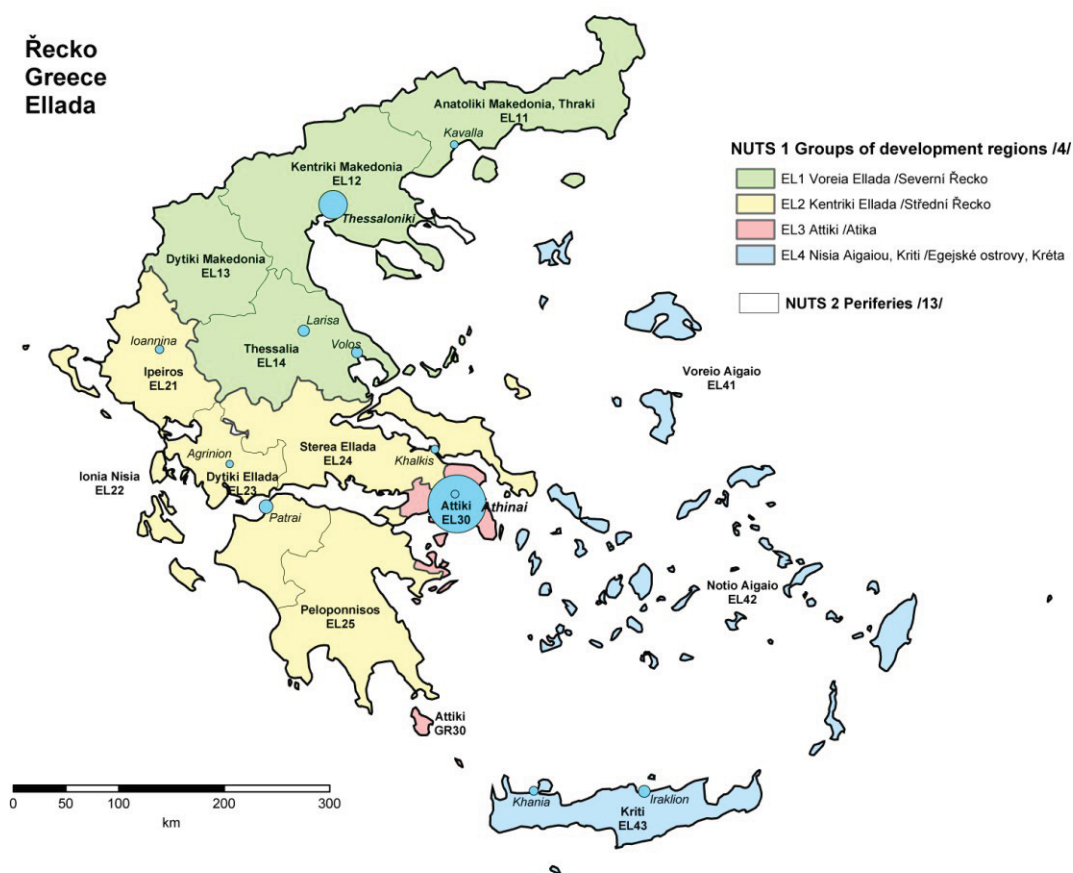 Řecko
Greece
Ellada
Anatoliki Makedonia, Thraki
EL11
Kavalla
Kentriki Makedonia
EL12
Thessaloniki
Dytiki Makedonia
EL13
Larisa
Volos
Thessalia
EL14
Ioannina
Ipeiros
EL21
Sterea Ellada
EL24
Khalkis
Agrinion
Dytiki Ellada
EL23
Ionia Nisia
EL22
Patrai
Attiki
EL30
Athinai
Peloponnisos
EL25
Attiki
GR30
Voreio Aigaio
EL41
Notio Aigaio
EL42
Khania
Iraklion
Kriti
EL43
NUTS 1 Groups of development regions /4/
EL1 Voreia Ellada /Severní Řecko
EL2 Kentriki Ellada /Střední Řecko
EL3 Attiki /Atika
EL4 Nisia Aigaiou, Kriti /Egejské ostrovy, Kréta
NUTS 2 Periferies /13/
0 50 100 200 300
km